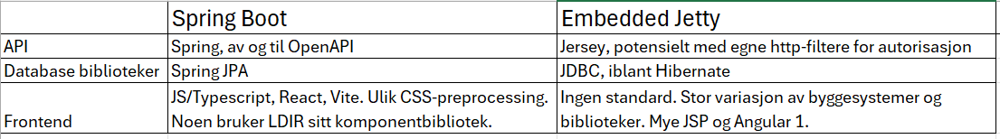 Spring Boot Embedded Jetty
API Spring, av og til OpenAPI Jersey, potensielt med egne http-filtere for autorisasjon
Database biblioteker Spring JPA JDBC, iblant Hibernate
JS/Typescript, React, Vite. Ulik CSS-preprocessing. Ingen standard. Stor variasjon av byggesystemer og
Frontend Noen bruker LDIR sitt komponentbibliotek. biblioteker. Mye JSP og Angular 1.